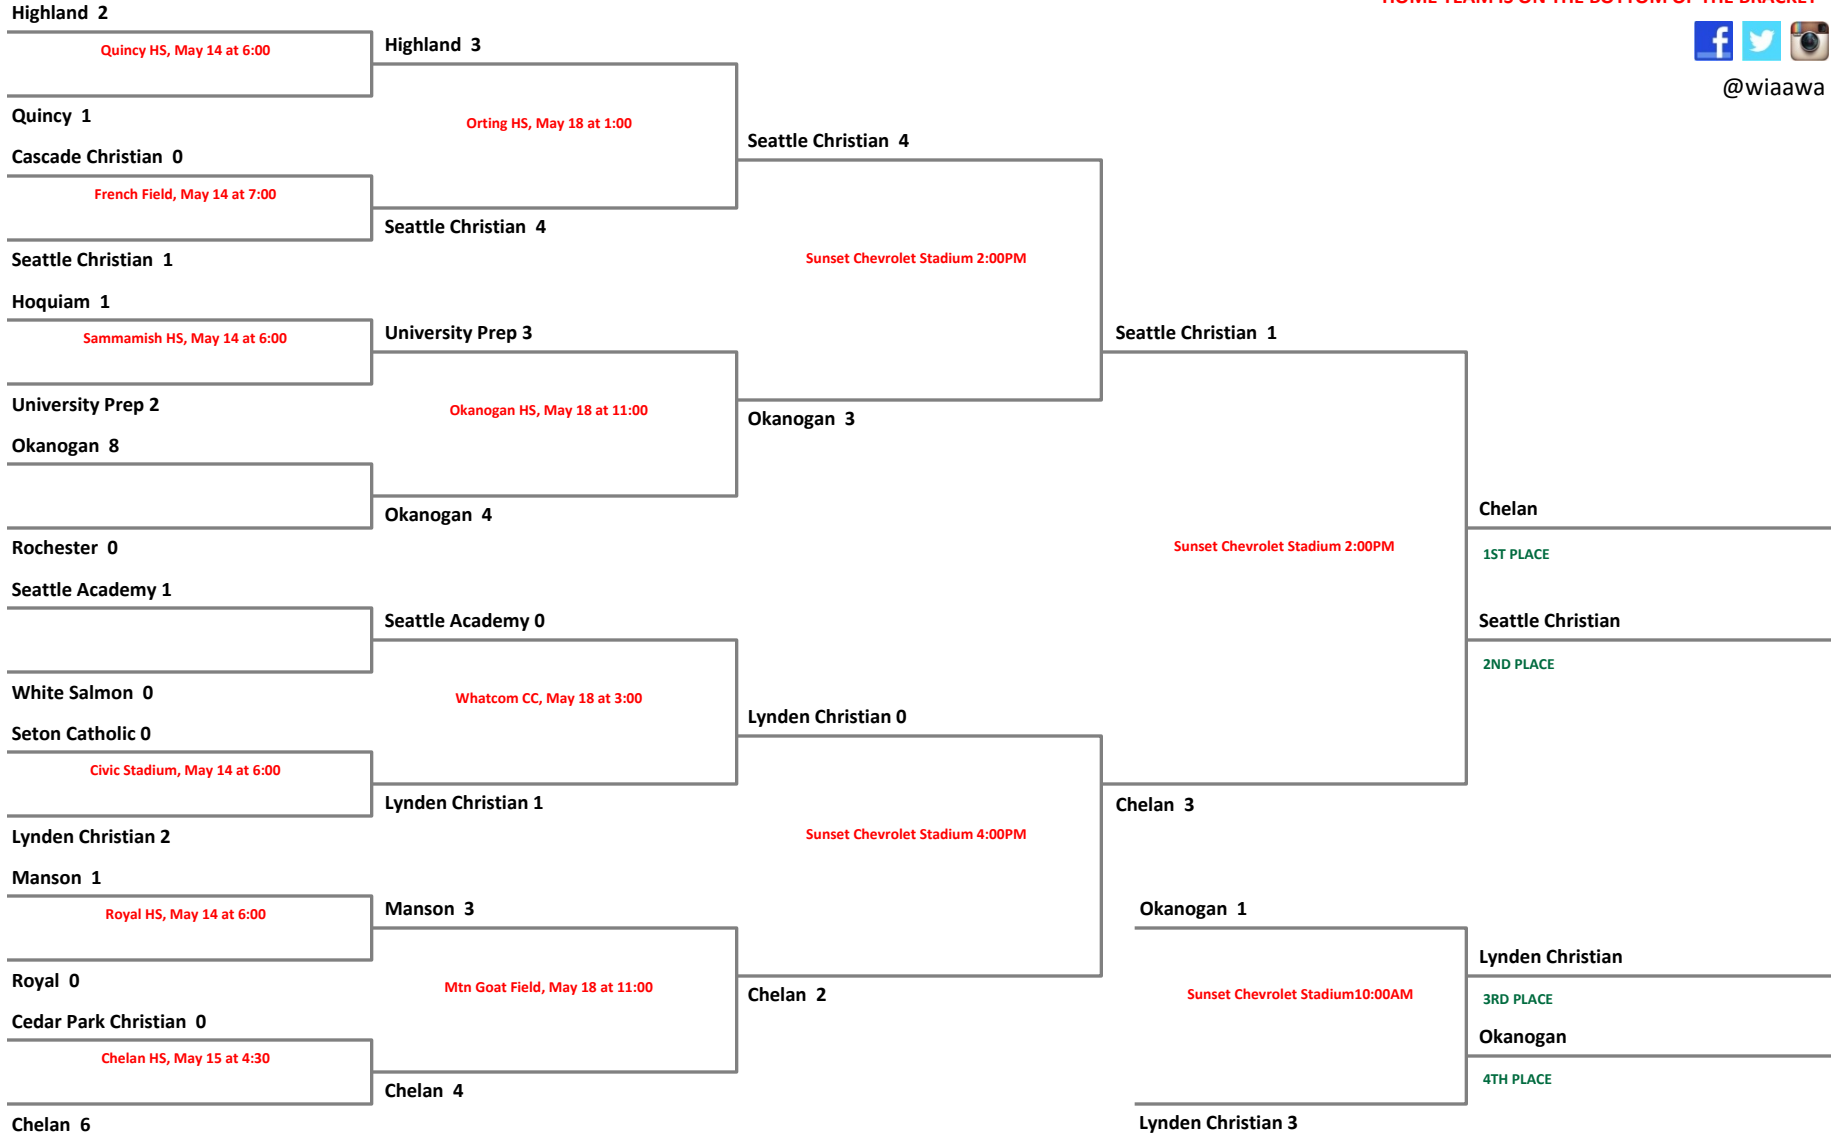 HOME TEAM IS ON THE BOTTOM OF THE BRACKET
@wiaawa
Highland 2
Quincy HS, May 14 at 6:00
Quincy 1
Cascade Christian 0
French Field, May 14 at 7:00
Seattle Christian 1
Hoquiam 1
Sammamish HS, May 14 at 6:00
University Prep 2
Okanogan 8
Rochester 0
Seattle Academy 1
White Salmon 0
Seton Catholic 0
Civic Stadium, May 14 at 6:00
Lynden Christian 2
Manson 1
Royal HS, May 14 at 6:00
Royal 0
Cedar Park Christian 0
Chelan HS, May 15 at 4:30
Chelan 6
Highland 3
Orting HS, May 18 at 1:00
Seattle Christian 4
University Prep 3
Okanogan HS, May 18 at 11:00
Okanogan 4
Seattle Academy 0
Whatcom CC, May 18 at 3:00
Lynden Christian 1
Manson 3
Mtn Goat Field, May 18 at 11:00
Chelan 4
Seattle Christian 4
Sunset Chevrolet Stadium 2:00PM
Okanogan 3
Lynden Christian 0
Sunset Chevrolet Stadium 4:00PM
Chelan 2
Seattle Christian 1
Sunset Chevrolet Stadium 2:00PM
Chelan 3
Okanogan 1
Sunset Chevrolet Stadium10:00AM
Lynden Christian 3
Chelan
1ST PLACE
Seattle Christian
2ND PLACE
Lynden Christian
3RD PLACE
Okanogan
4TH PLACE